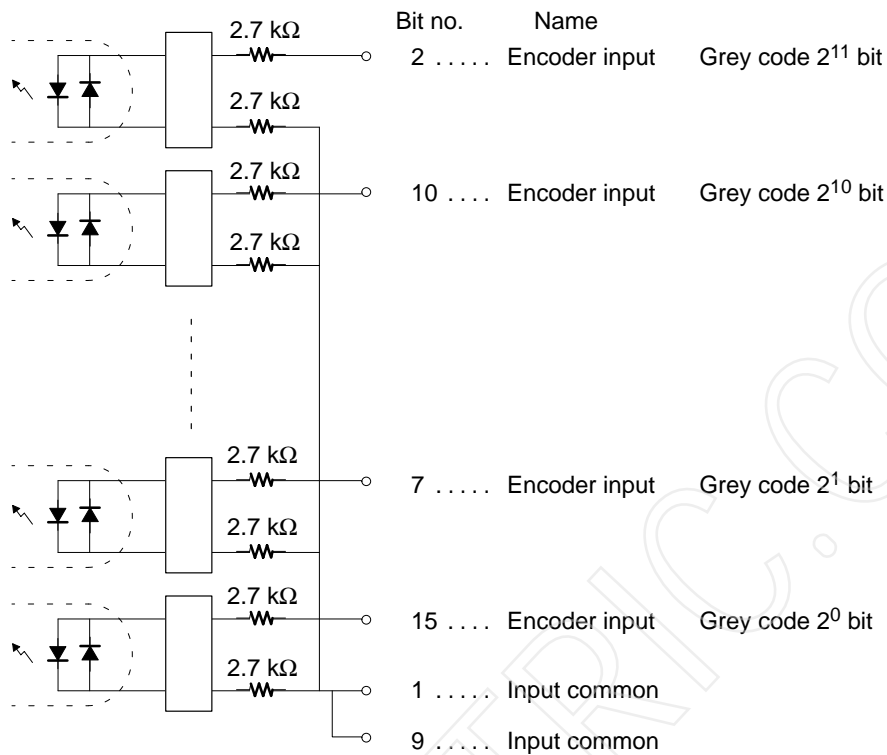 Bit no. Name
2.7 kΩ
2 ..... Encoder input Grey code 2¹¹ bit
2.7 kΩ
2.7 kΩ
10 .... Encoder input Grey code 2¹⁰ bit
2.7 kΩ
2.7 kΩ
7 ..... Encoder input Grey code 2¹ bit
2.7 kΩ
2.7 kΩ
15 .... Encoder input Grey code 2⁰ bit
2.7 kΩ
1 ..... Input common
9 ..... Input common
TRIC.CO